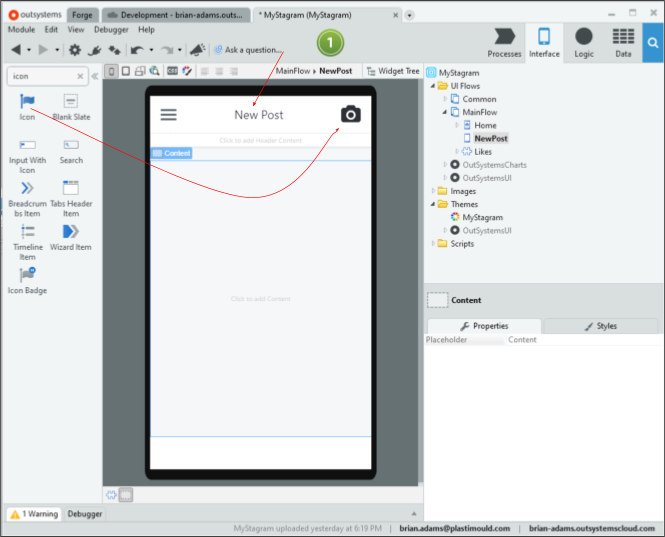 outsystems
Forge
Development - brian-adams.outs...
* MyStagram (MyStagram)
Module Edit View Debugger Help
Ask a question...
1
Processes
Interface
Logic
Data
icon
MainFlow ▸ NewPost
Widget Tree
Icon
Blank Slate
Input With Icon
Search
Breadcrum
bs Item
Tabs Header
Item
Timeline
Item
Wizard Item
Icon Badge
New Post
Click to add Header Content
Content
Click to add Content
MyStagram
UI Flows
Common
MainFlow
Home
NewPost
Likes
OutSystemsCharts
OutSystemsUI
Images
Themes
MyStagram
OutSystemsUI
Scripts
Content
Properties
Styles
Placeholder Content
1 Warning
Debugger
MyStagram uploaded yesterday at 6:19 PM | brian.adams@plastimould.com | brian-adams.outsystemscloud.com